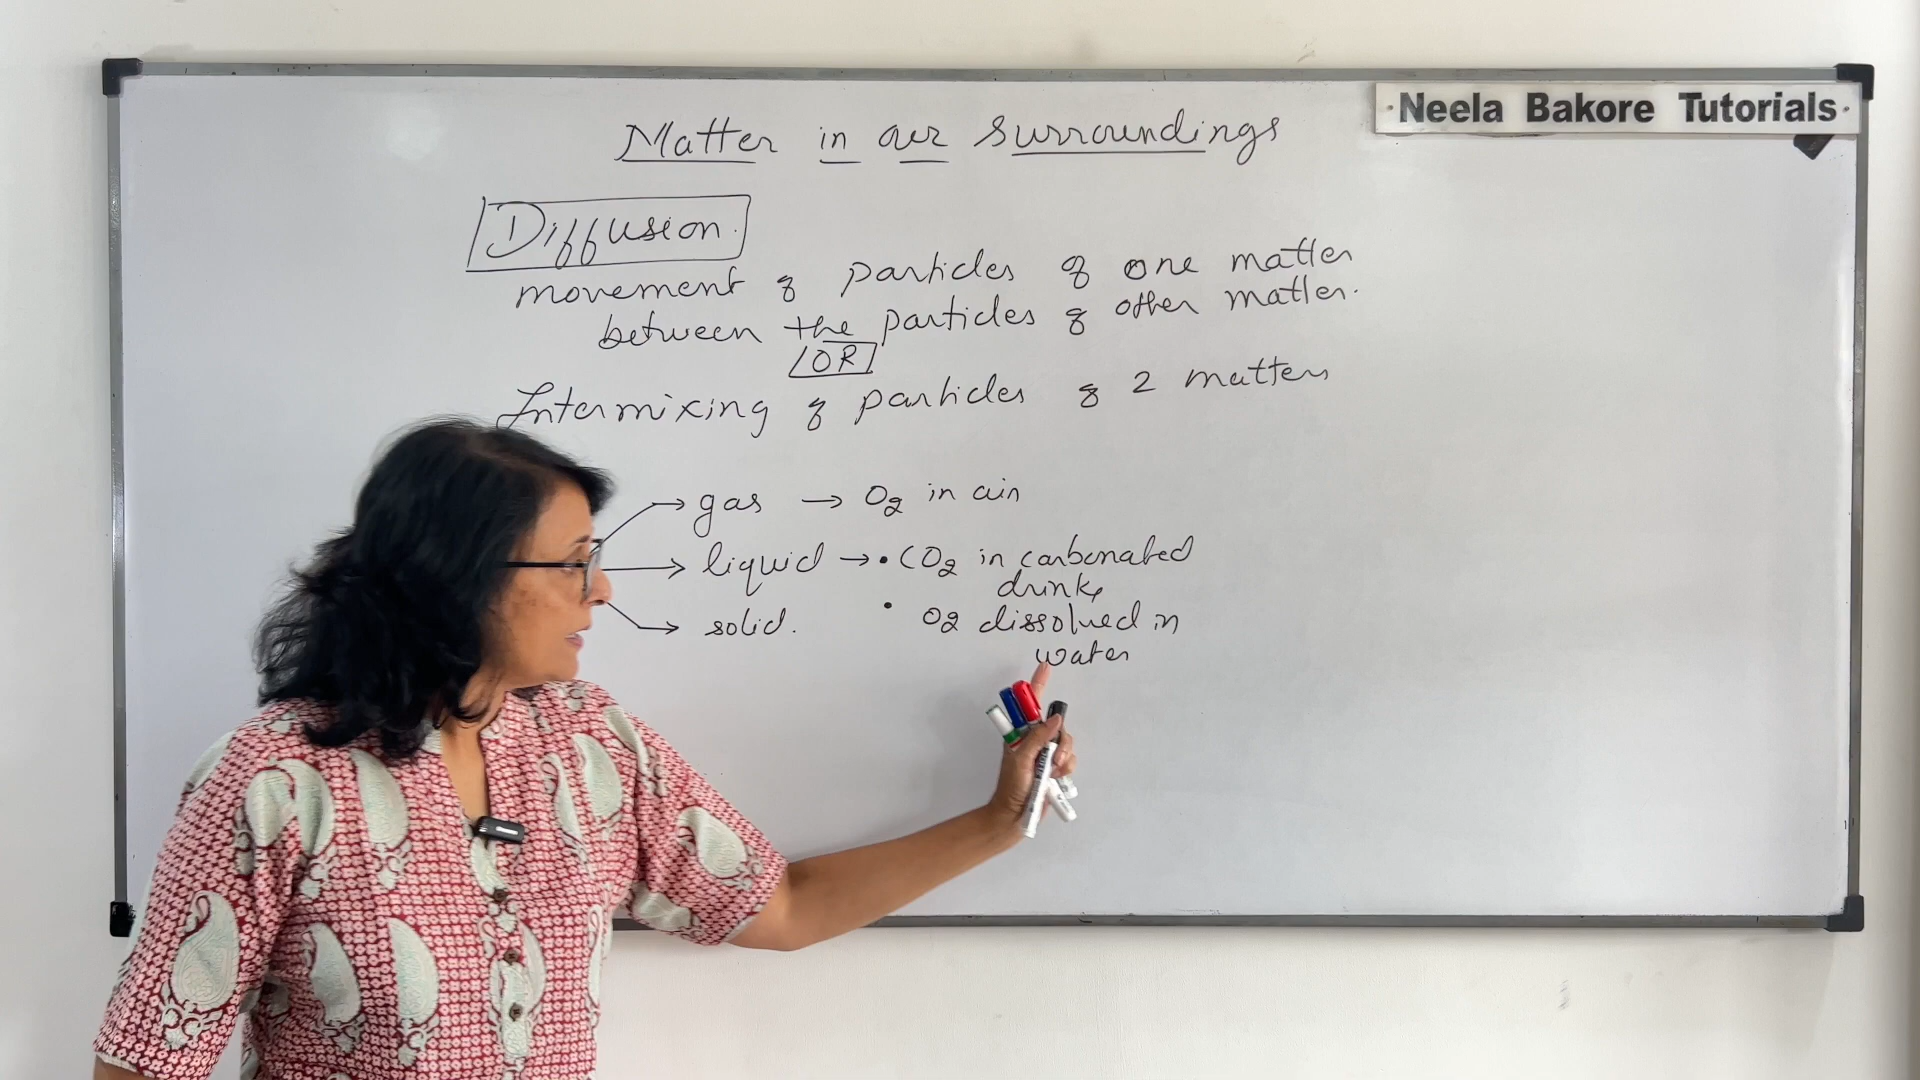 ·Neela Bakore Tutorials·
Matter in our surroundings
Diffusion.
movement of particles of one matter
between the particles of other matter.
OR
Intermixing of particles of 2 matters
→ gas → O2 in air
→ liquid → • CO2 in carbonated
drinks
→ solid.
• O2 dissolved in
water